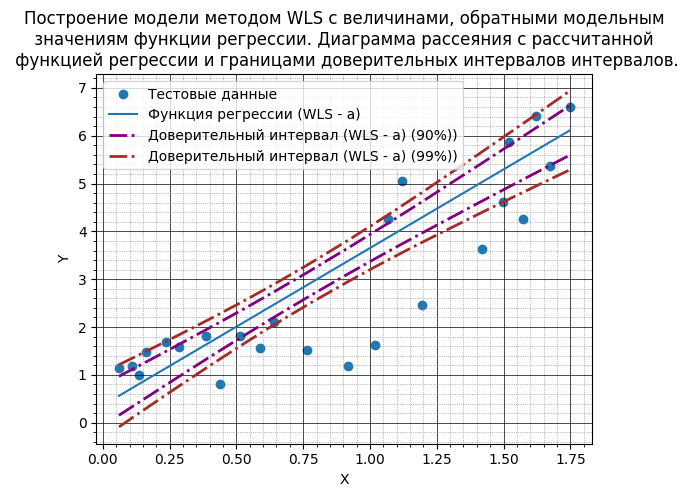 Построение модели методом WLS с величинами, обратными модельным
значениям функции регрессии. Диаграмма рассеяния с рассчитанной
функцией регрессии и границами доверительных интервалов интервалов.
Тестовые данные
Функция регрессии (WLS - a)
Доверительный интервал (WLS - a) (90%))
Доверительный интервал (WLS - a) (99%))
7
6
5
4
3
2
1
0
Y
0.00 0.25 0.50 0.75 1.00 1.25 1.50 1.75
X